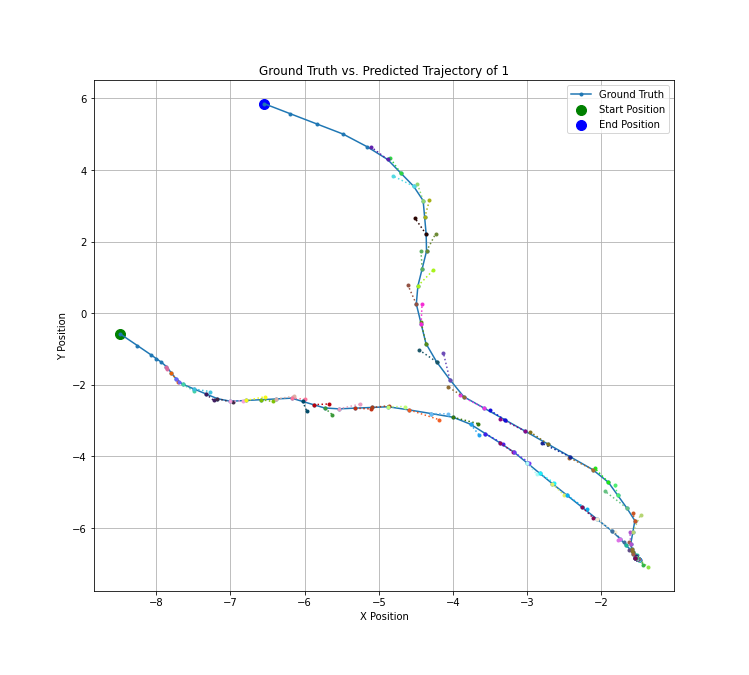 Ground Truth vs. Predicted Trajectory of 1
Ground Truth
Start Position
End Position
6
4
2
0
−2
−4
−6
Y Position
−8
−7
−6
−5
−4
−3
−2
X Position